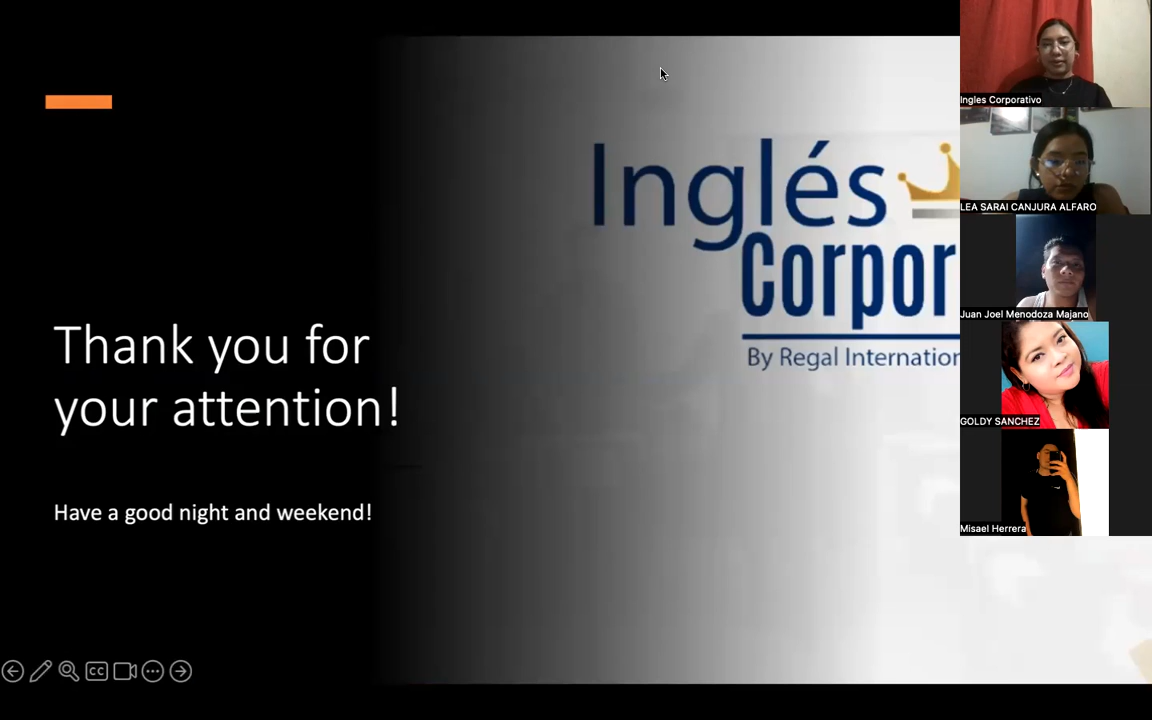 Inglés
Corpor
By Regal Internation
Thank you for
your attention!
Have a good night and weekend!
Ingles Corporativo
LEA SARAI CANJURA ALFARO
Juan Joel Menodoza Majano
GOLDY SANCHEZ
Misael Herrera
CC